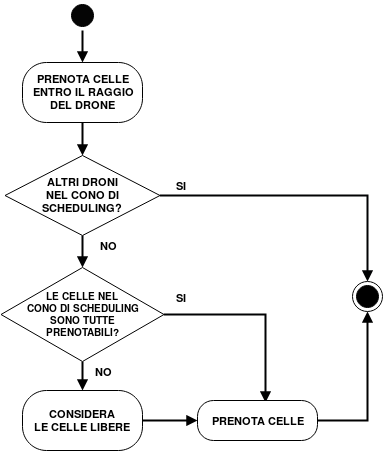 PRENOTA CELLE
ENTRO IL RAGGIO
DEL DRONE
ALTRI DRONI
NEL CONO DI
SCHEDULING?
SI
NO
LE CELLE NEL
CONO DI SCHEDULING
SONO TUTTE
PRENOTABILI?
SI
NO
CONSIDERA
LE CELLE LIBERE
PRENOTA CELLE